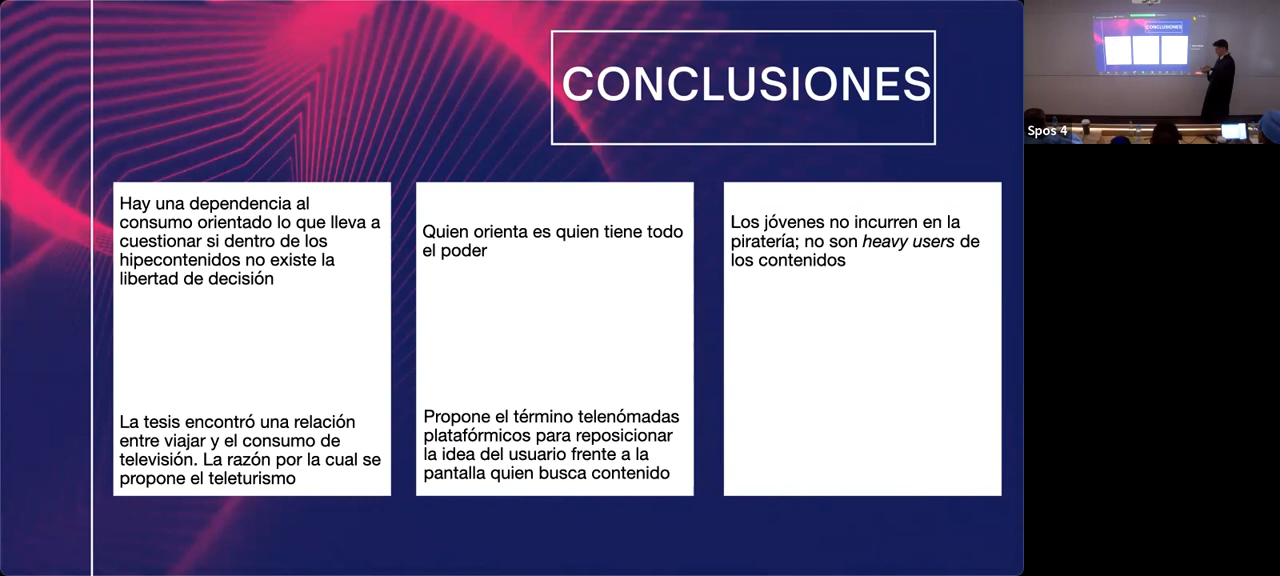 CONCLUSIONES
Hay una dependencia al
consumo orientado lo que lleva a
cuestionar si dentro de los
hipecontenidos no existe la
libertad de decisión
La tesis encontró una relación
entre viajar y el consumo de
televisión. La razón por la cual se
propone el teleturismo
Quien orienta es quien tiene todo
el poder
Propone el término telenómadas
platafórmicos para reposicionar
la idea del usuario frente a la
pantalla quien busca contenido
Los jóvenes no incurren en la
piratería; no son heavy users de
los contenidos
CONCLUSIONES
Spos 4